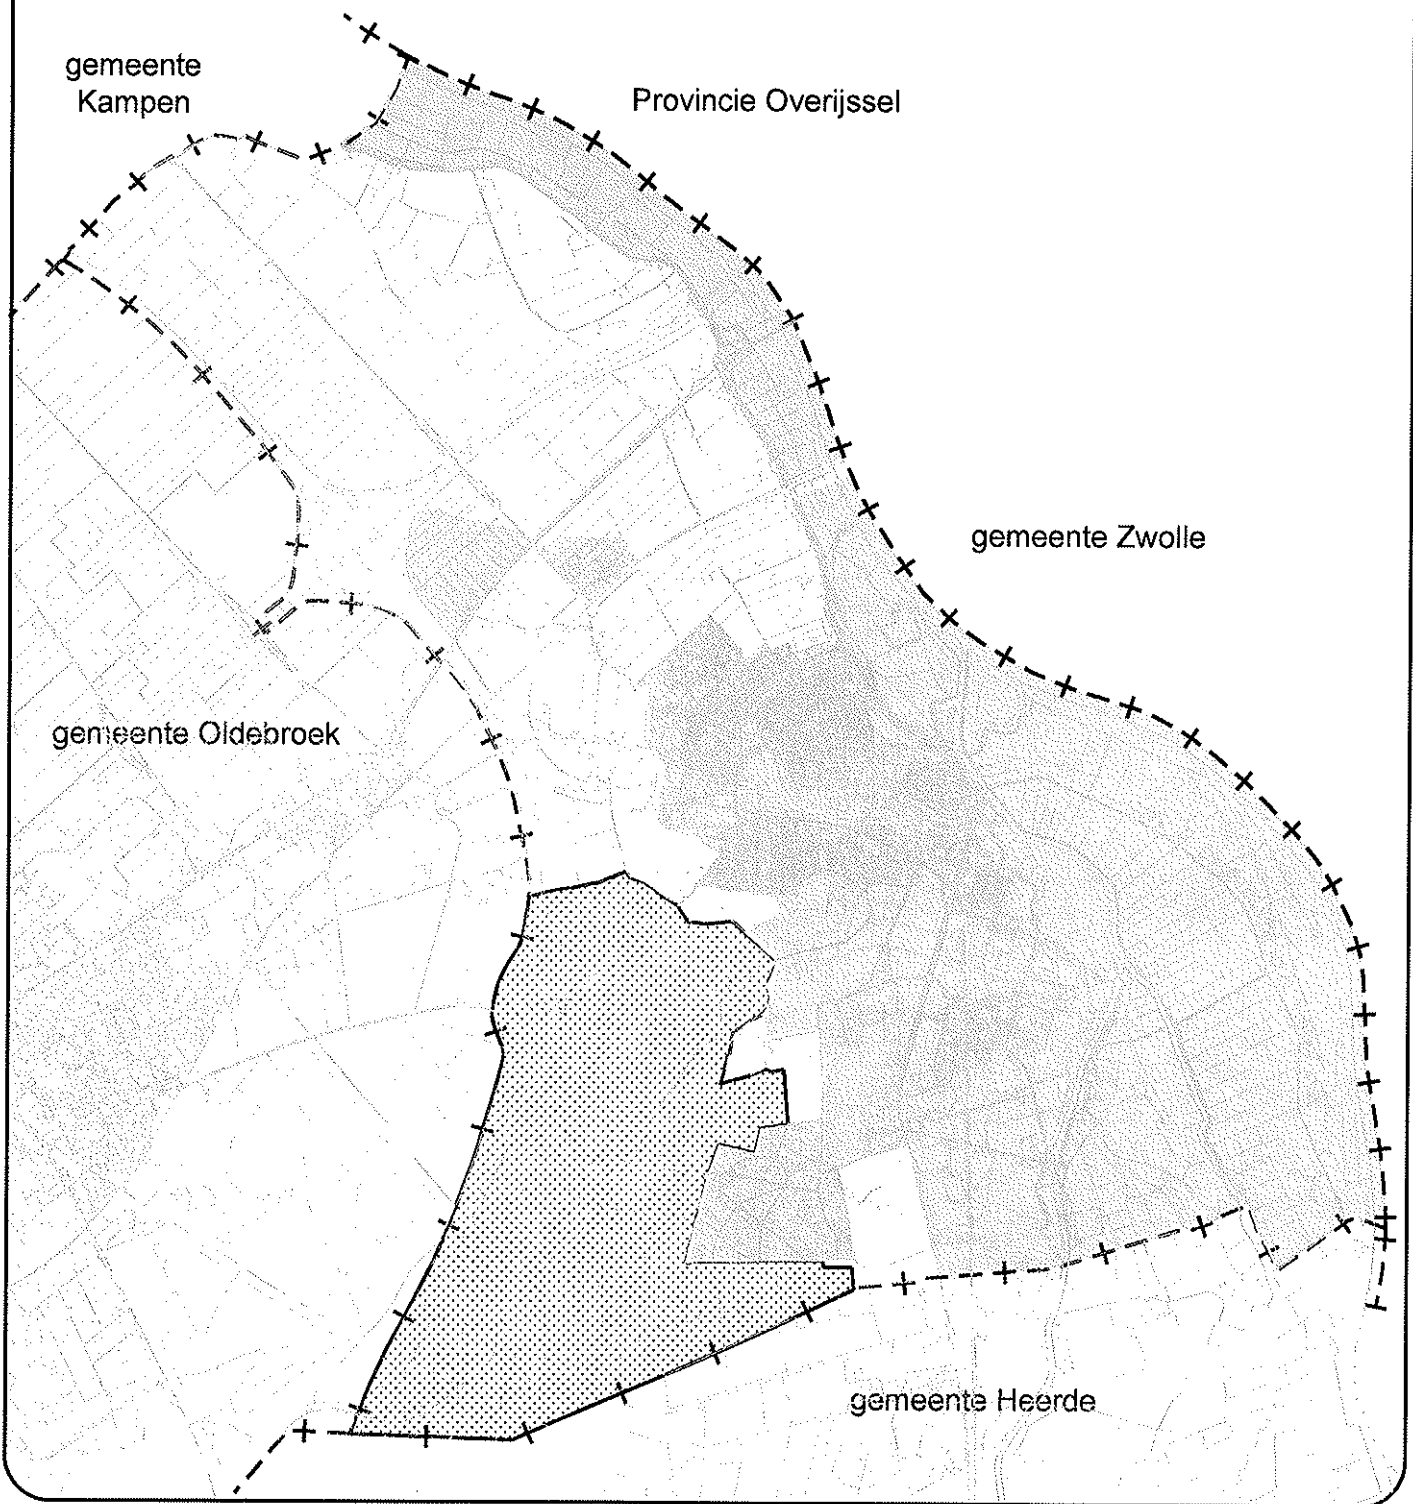 gemeente
Kampen
Provincie Overijssel
gemeente Zwolle
gemeente Oldebroek
gemeente Heerde